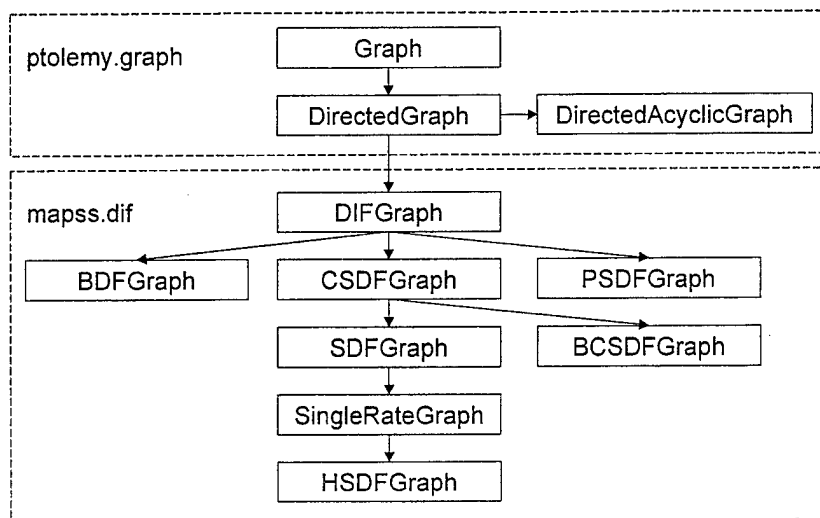 ptolemy.graph
Graph
DirectedGraph
DirectedAcyclicGraph
mapss.dif
DIFGraph
BDFGraph
CSDFGraph
PSDFGraph
SDFGraph
BCSDFGraph
SingleRateGraph
HSDFGraph